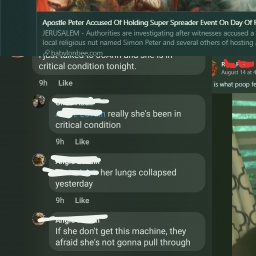 Apostle Peter Accused Of Holding Super Spreader Event On Day Of
JERUSALEM - Authorities are investigating after witnesses accused a
local religious nut named Simon Peter and several others of hosting
babylonbee.com
I just talked to
and she is in
critical condition tonight.
9h Like
August 14 at
Is what poop
really she's been in
critical condition
9h Like
her lungs collapsed
yesterday
9h Like
If she don't get this machine, they
afraid she's not gonna pull through